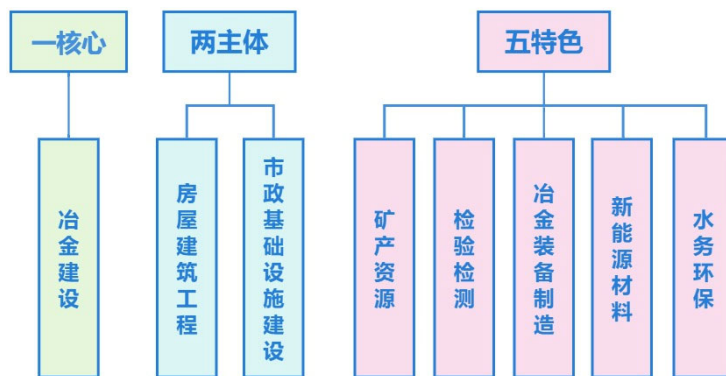 一核心
两主体
五特色
冶金建设
房屋建筑工程
市政基础设施建设
矿产资源
检验检测
冶金装备制造
新能源材料
水务环保